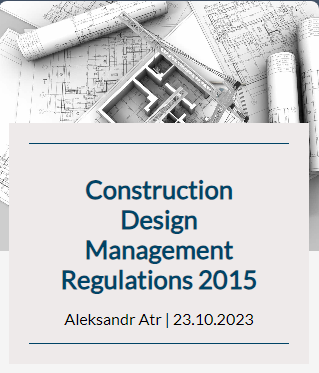 Construction
Design
Management
Regulations 2015
Aleksandr Atr | 23.10.2023